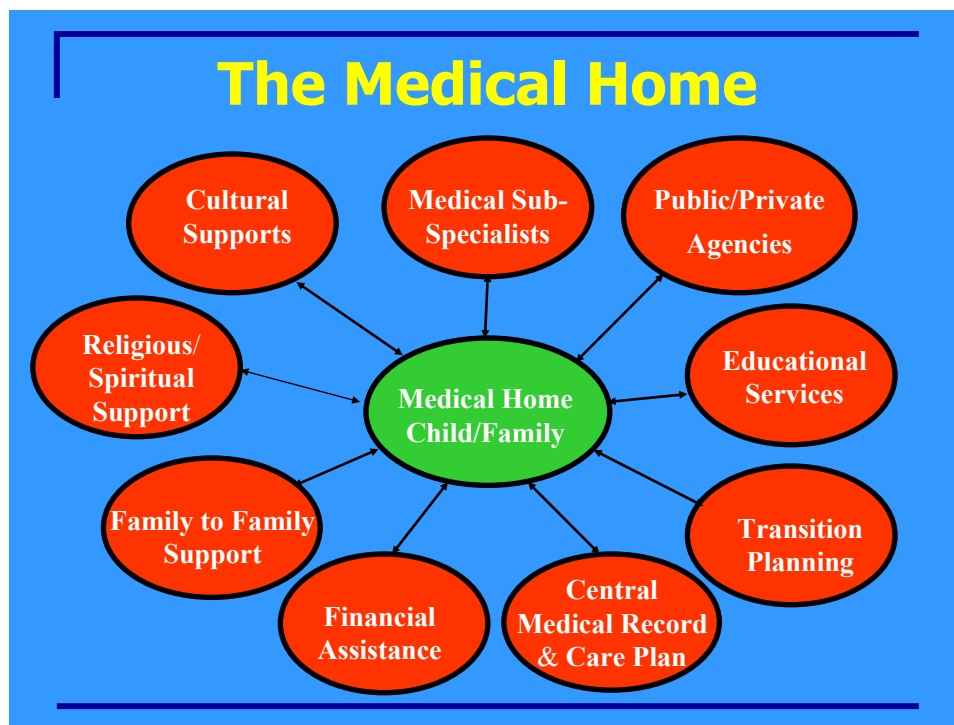 The Medical Home
Cultural
Supports
Medical Sub-
Specialists
Public/Private
Agencies
Religious/
Spiritual
Support
Medical Home
Child/Family
Educational
Services
Family to Family
Support
Transition
Planning
Financial
Assistance
Central
Medical Record
& Care Plan